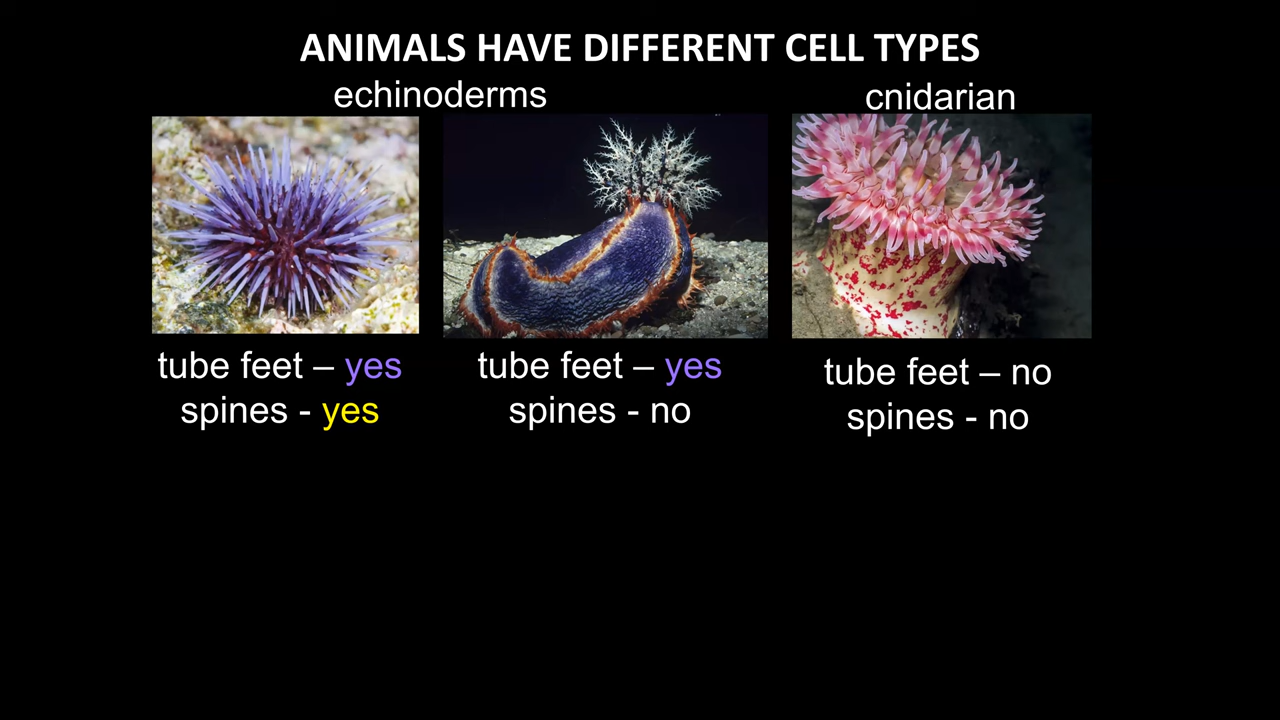 ANIMALS HAVE DIFFERENT CELL TYPES
echinoderms
cnidarian
tube feet – yes
spines - yes
tube feet – yes
spines - no
tube feet – no
spines - no